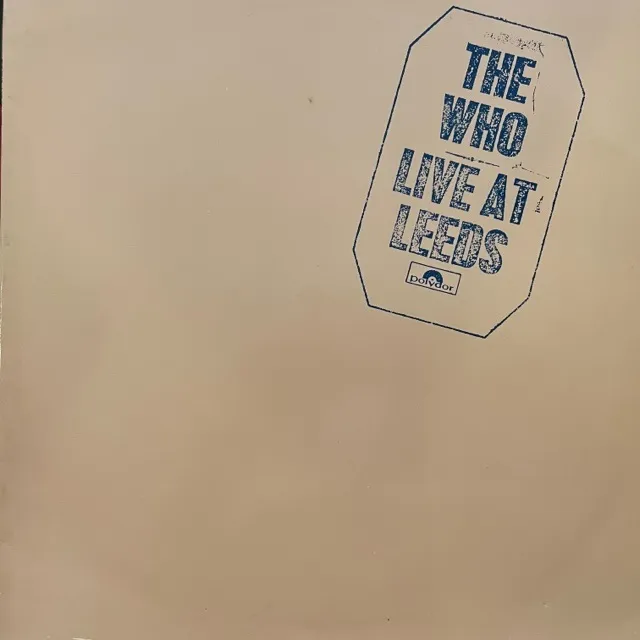 THE
WHO
LIVE AT
LEEDS
polydor